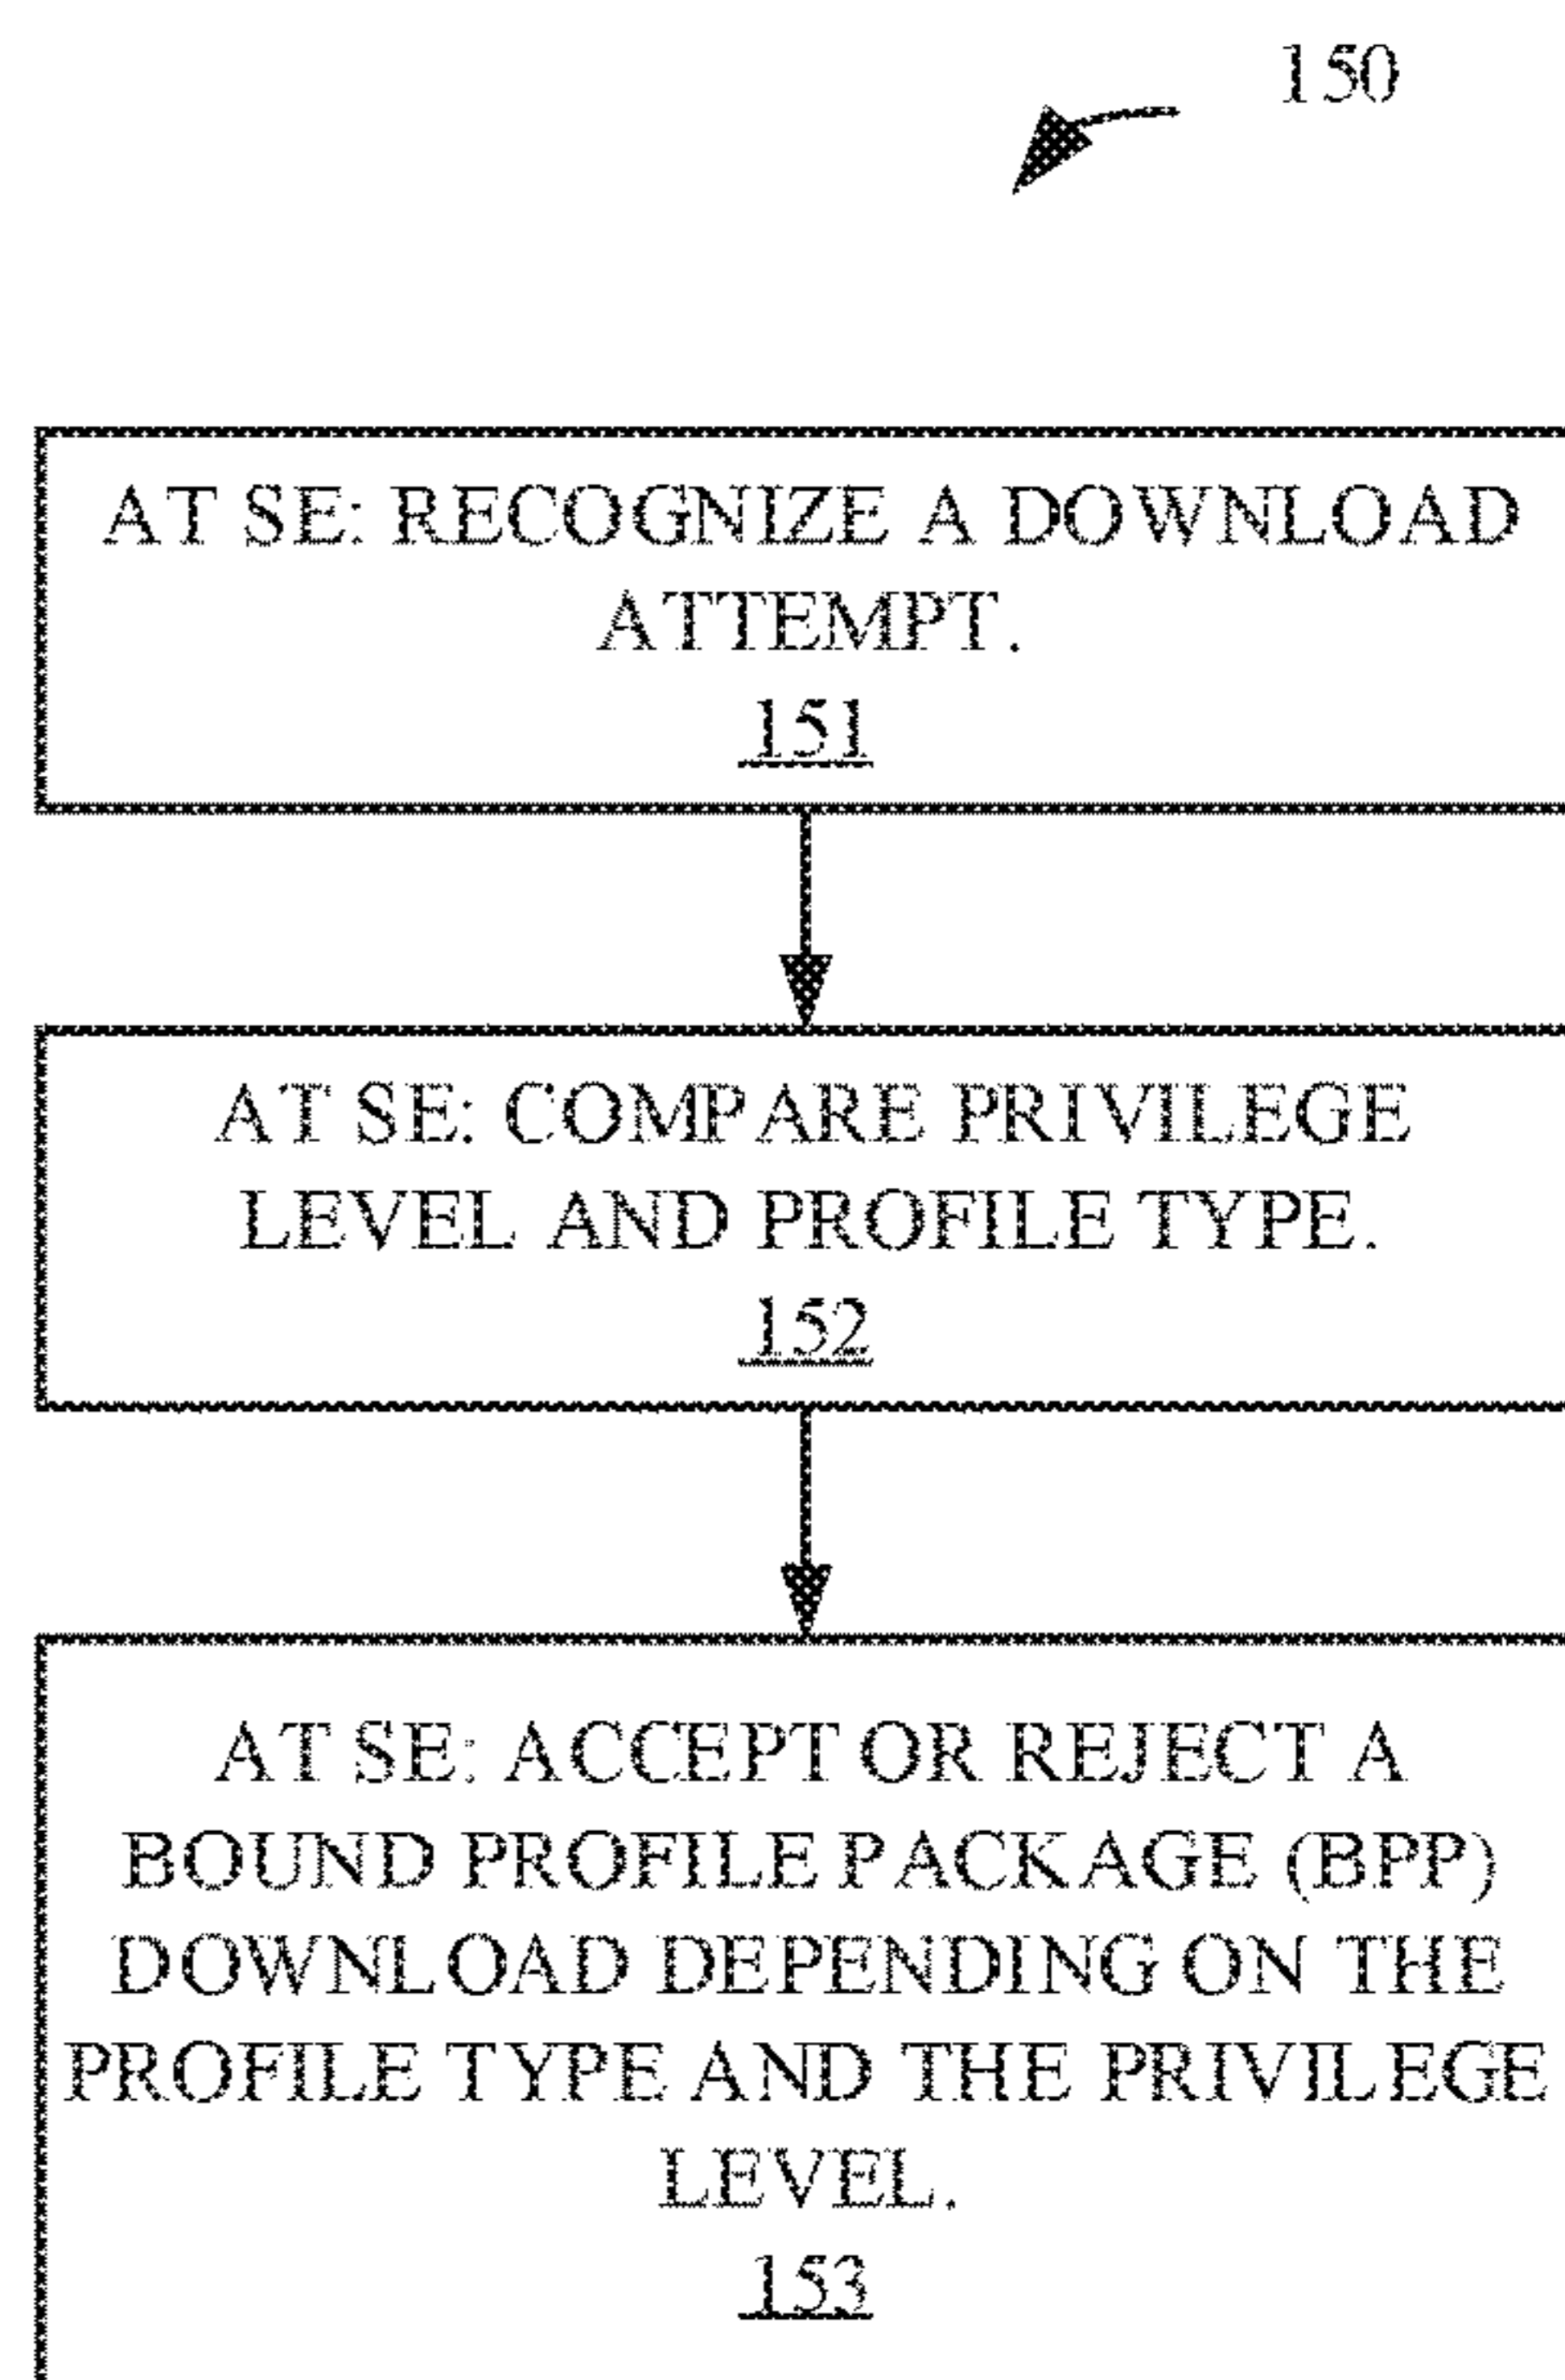 150
AT SE: RECOGNIZE A DOWNLOAD
ATTEMPT.
151
AT SE: COMPARE PRIVILEGE
LEVEL AND PROFILE TYPE.
152
AT SE: ACCEPT OR REJECT A
BOUND PROFILE PACKAGE (BPP)
DOWNLOAD DEPENDING ON THE
PROFILE TYPE AND THE PRIVILEGE
LEVEL.
153